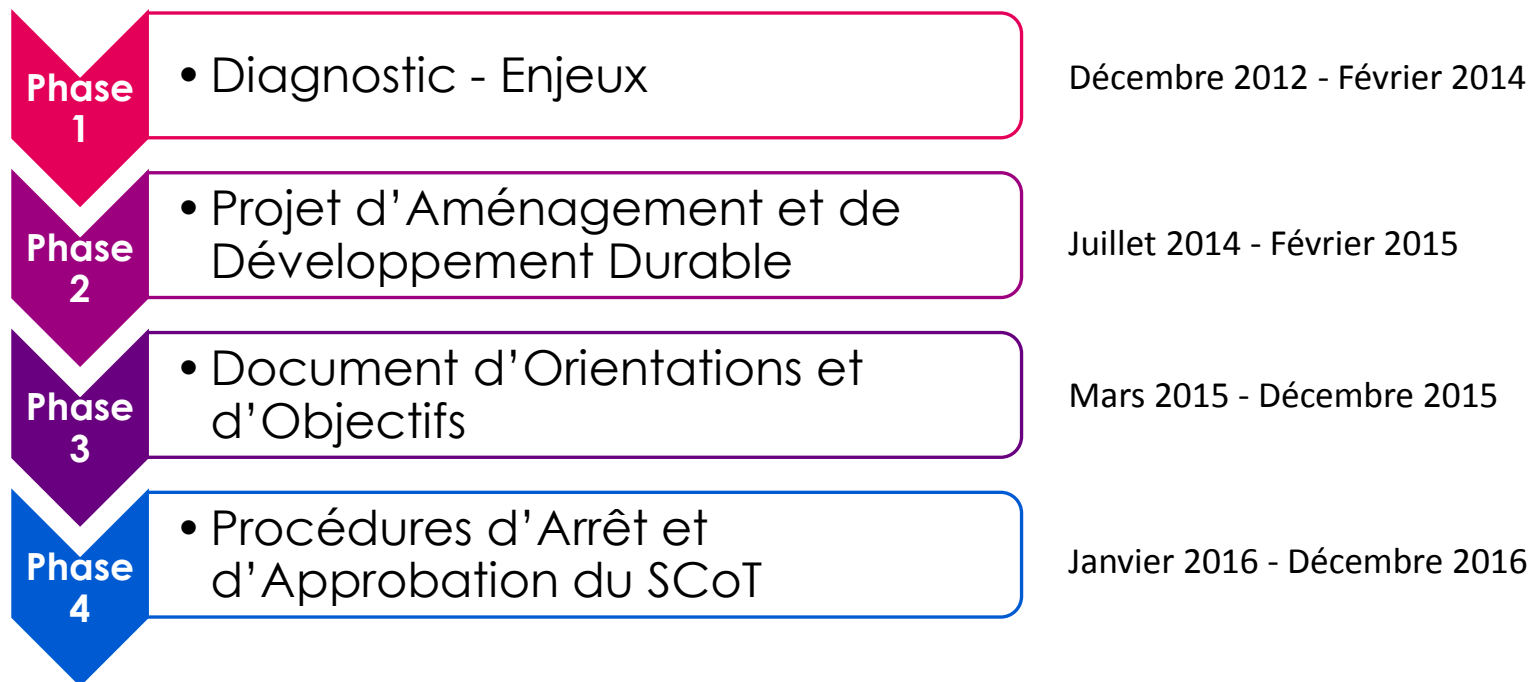 Phase
1
• Diagnostic - Enjeux
Décembre 2012 - Février 2014
Phase
2
• Projet d’Aménagement et de
Développement Durable
Juillet 2014 - Février 2015
Phase
3
• Document d’Orientations et
d’Objectifs
Mars 2015 - Décembre 2015
Phase
4
• Procédures d’Arrêt et
d’Approbation du SCoT
Janvier 2016 - Décembre 2016